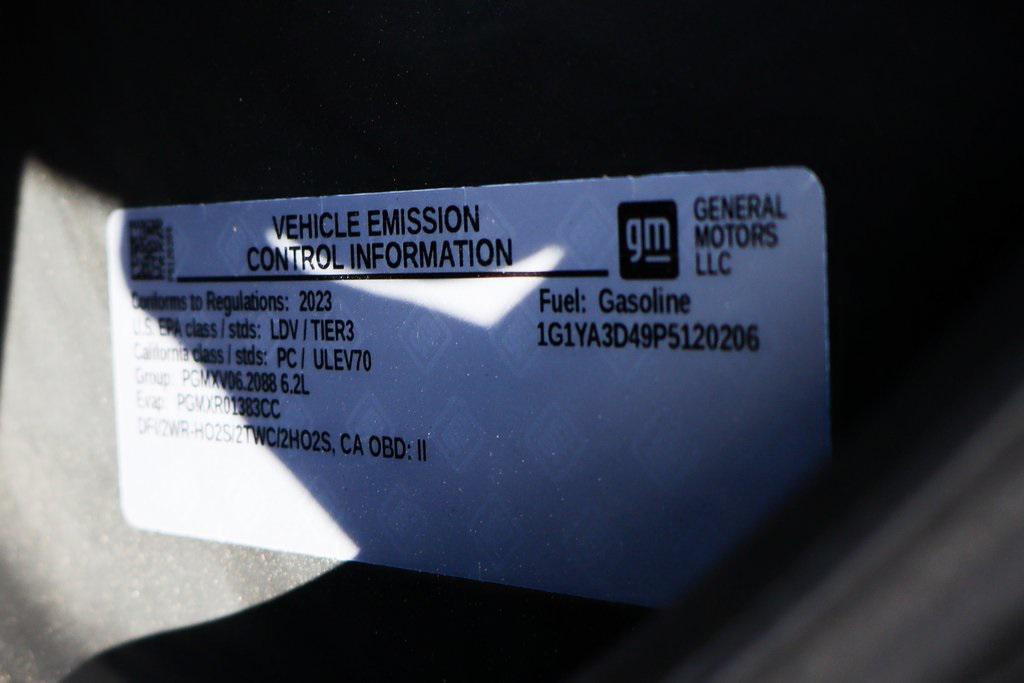 VEHICLE EMISSION
CONTROL INFORMATION
gm
GENERAL
MOTORS
LLC
Conforms to Regulations: 2023
U.S. EPA class / stds: LDV / TIER3
California class / stds: PC / ULEV70
Group: PGMXV06.2088 6.2L
Evap: PGMXR01383CC
DFI/2WR-HO2S/2TWC/2HO2S, CA OBD: II
Fuel: Gasoline
1G1YA3D49P5120206